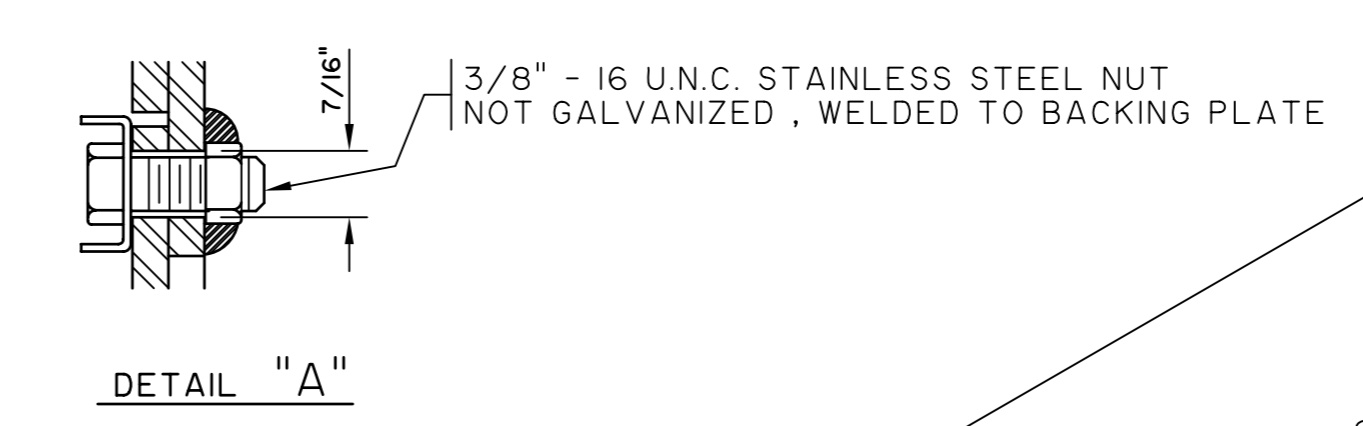 7/16"
3/8" - 16 U.N.C. STAINLESS STEEL NUT
NOT GALVANIZED , WELDED TO BACKING PLATE
DETAIL "A"